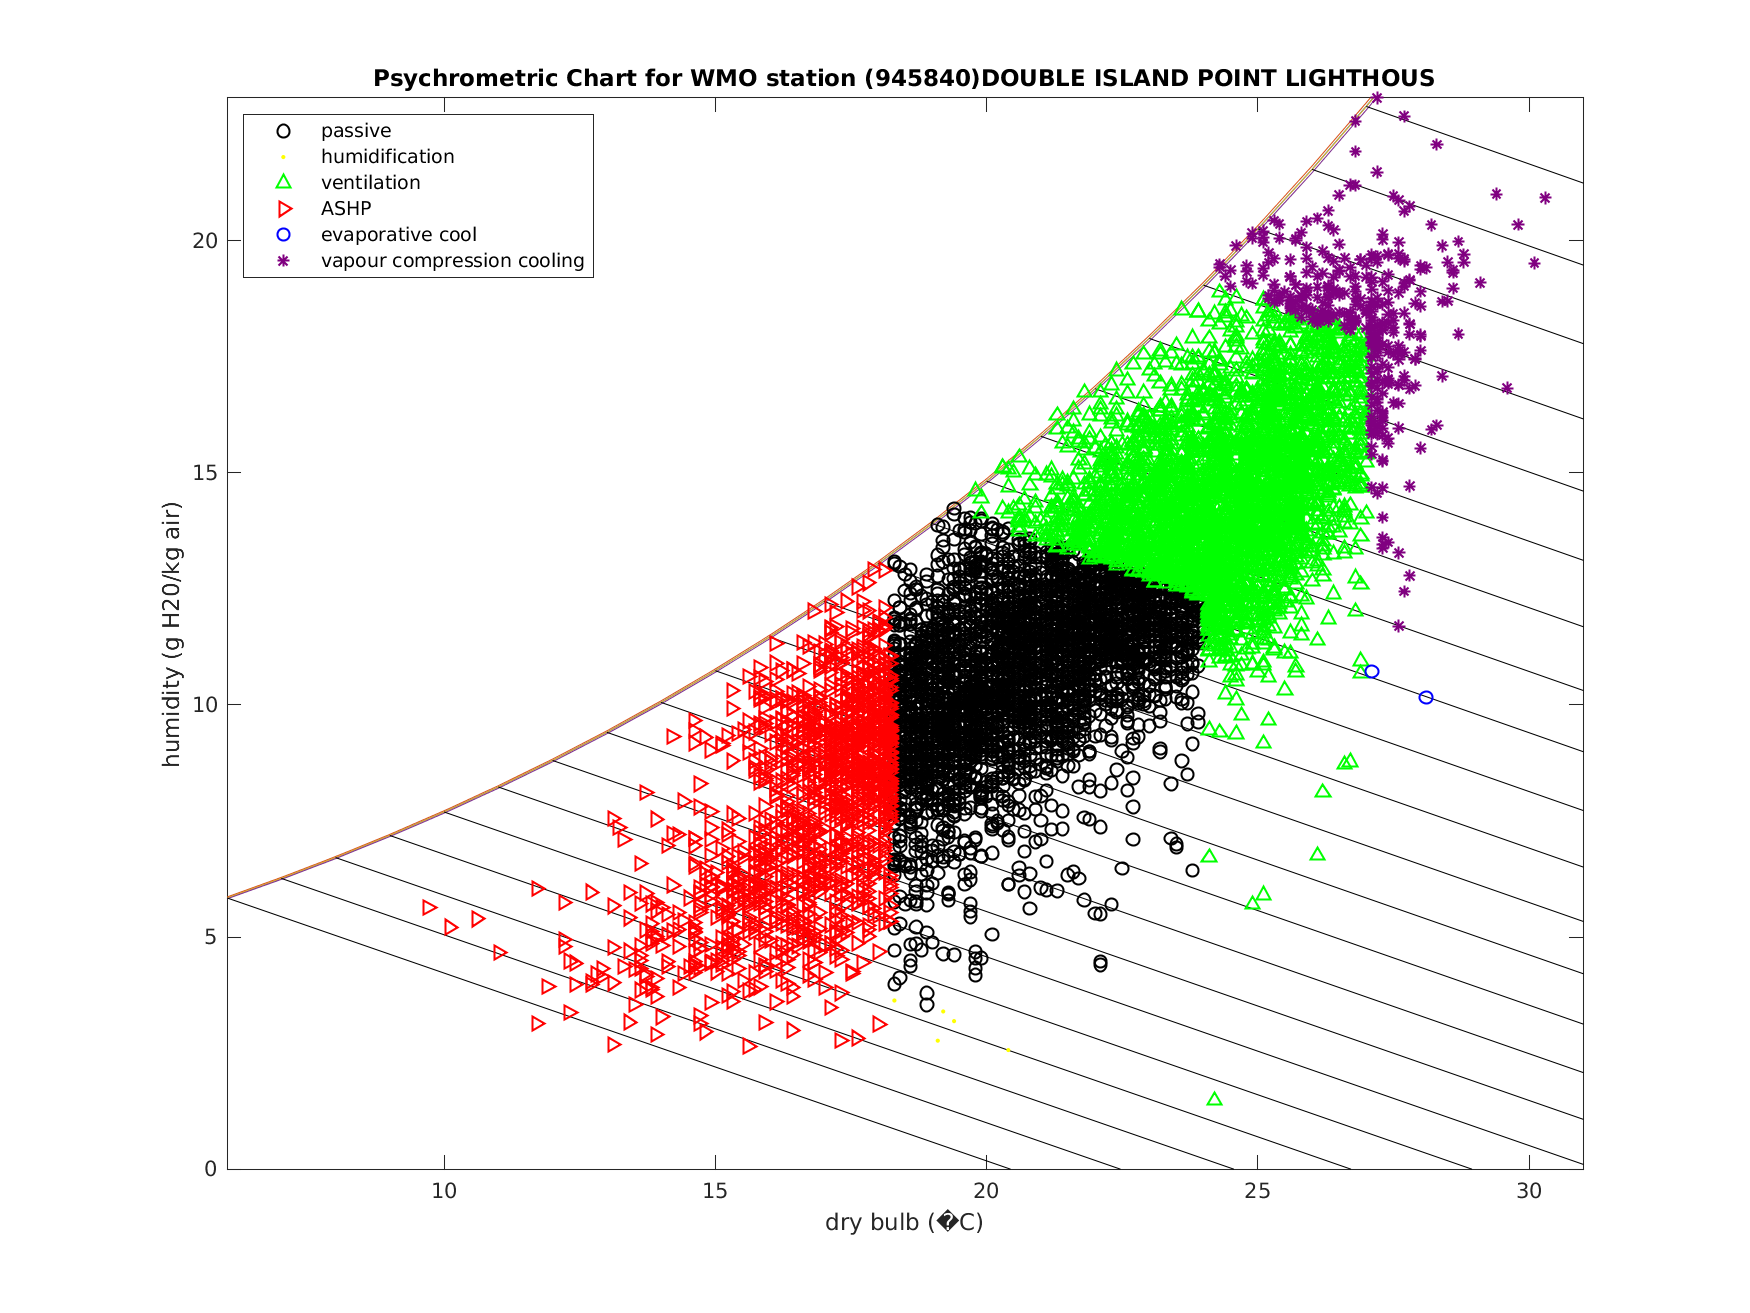 Psychrometric Chart for WMO station (945840)DOUBLE ISLAND POINT LIGHTHOUS
passive
humidification
ventilation
ASHP
evaporative cool
vapour compression cooling
humidity (g H20/kg air)
20
15
10
5
0
10 15 20 25 30
dry bulb (�C)